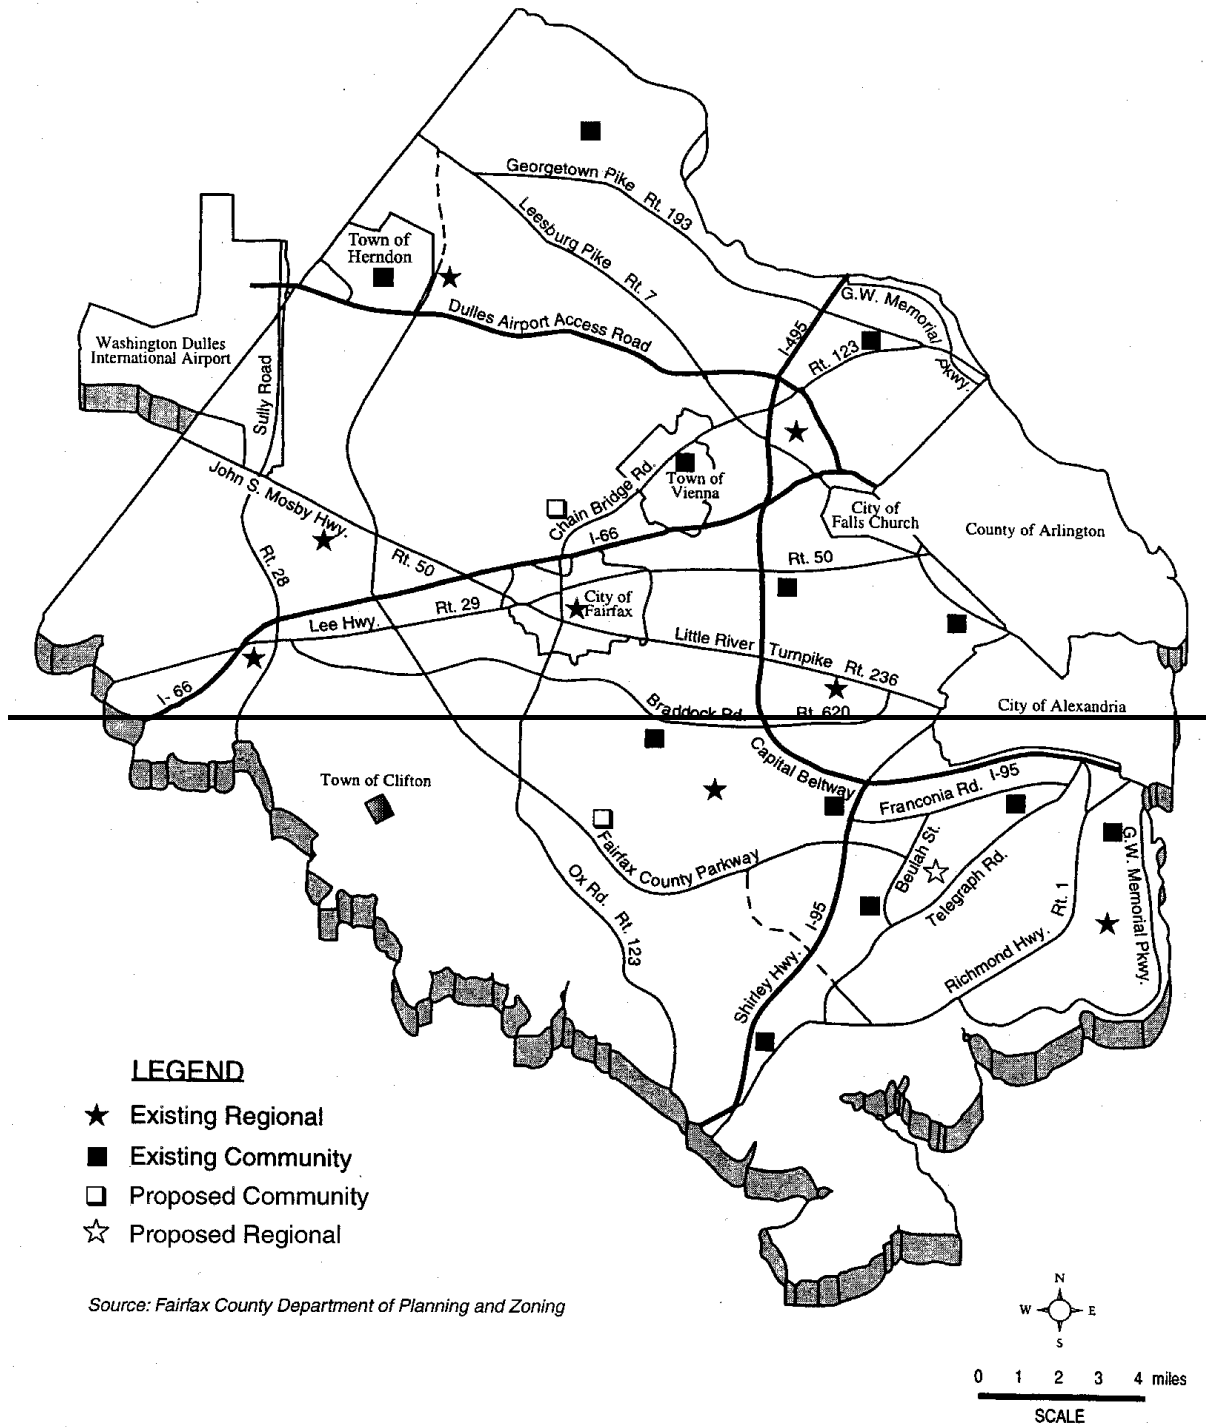 Georgetown Pike Rt. 193
Leesburg Pike Rt. 7
Town of
Herndon
G.W. Memorial Pkwy.
Dulles Airport Access Road
I-495
Rt. 123
Washington Dulles
International Airport
Sully Road
John S. Mosby Hwy. Rt. 50
Chain Bridge Rd.
Town of
Vienna
City of
Falls Church
County of Arlington
I-66
Rt. 50
Rt. 28
Rt. 29
Lee Hwy.
City of
Fairfax
Little River Turnpike Rt. 236
I- 66
Braddock Rd. Rt. 620
City of Alexandria
Capital Beltway
I-95
Town of Clifton
Franconia Rd.
Fairfax County Parkway
Beulah St.
Telegraph Rd.
G.W. Memorial Pkwy.
Ox Rd. Rt. 123
Shirley Hwy. I-95
Richmond Hwy. Rt. 1
LEGEND
Existing Regional
Existing Community
Proposed Community
Proposed Regional
Source: Fairfax County Department of Planning and Zoning
N
W E
S
0 1 2 3 4 miles
SCALE